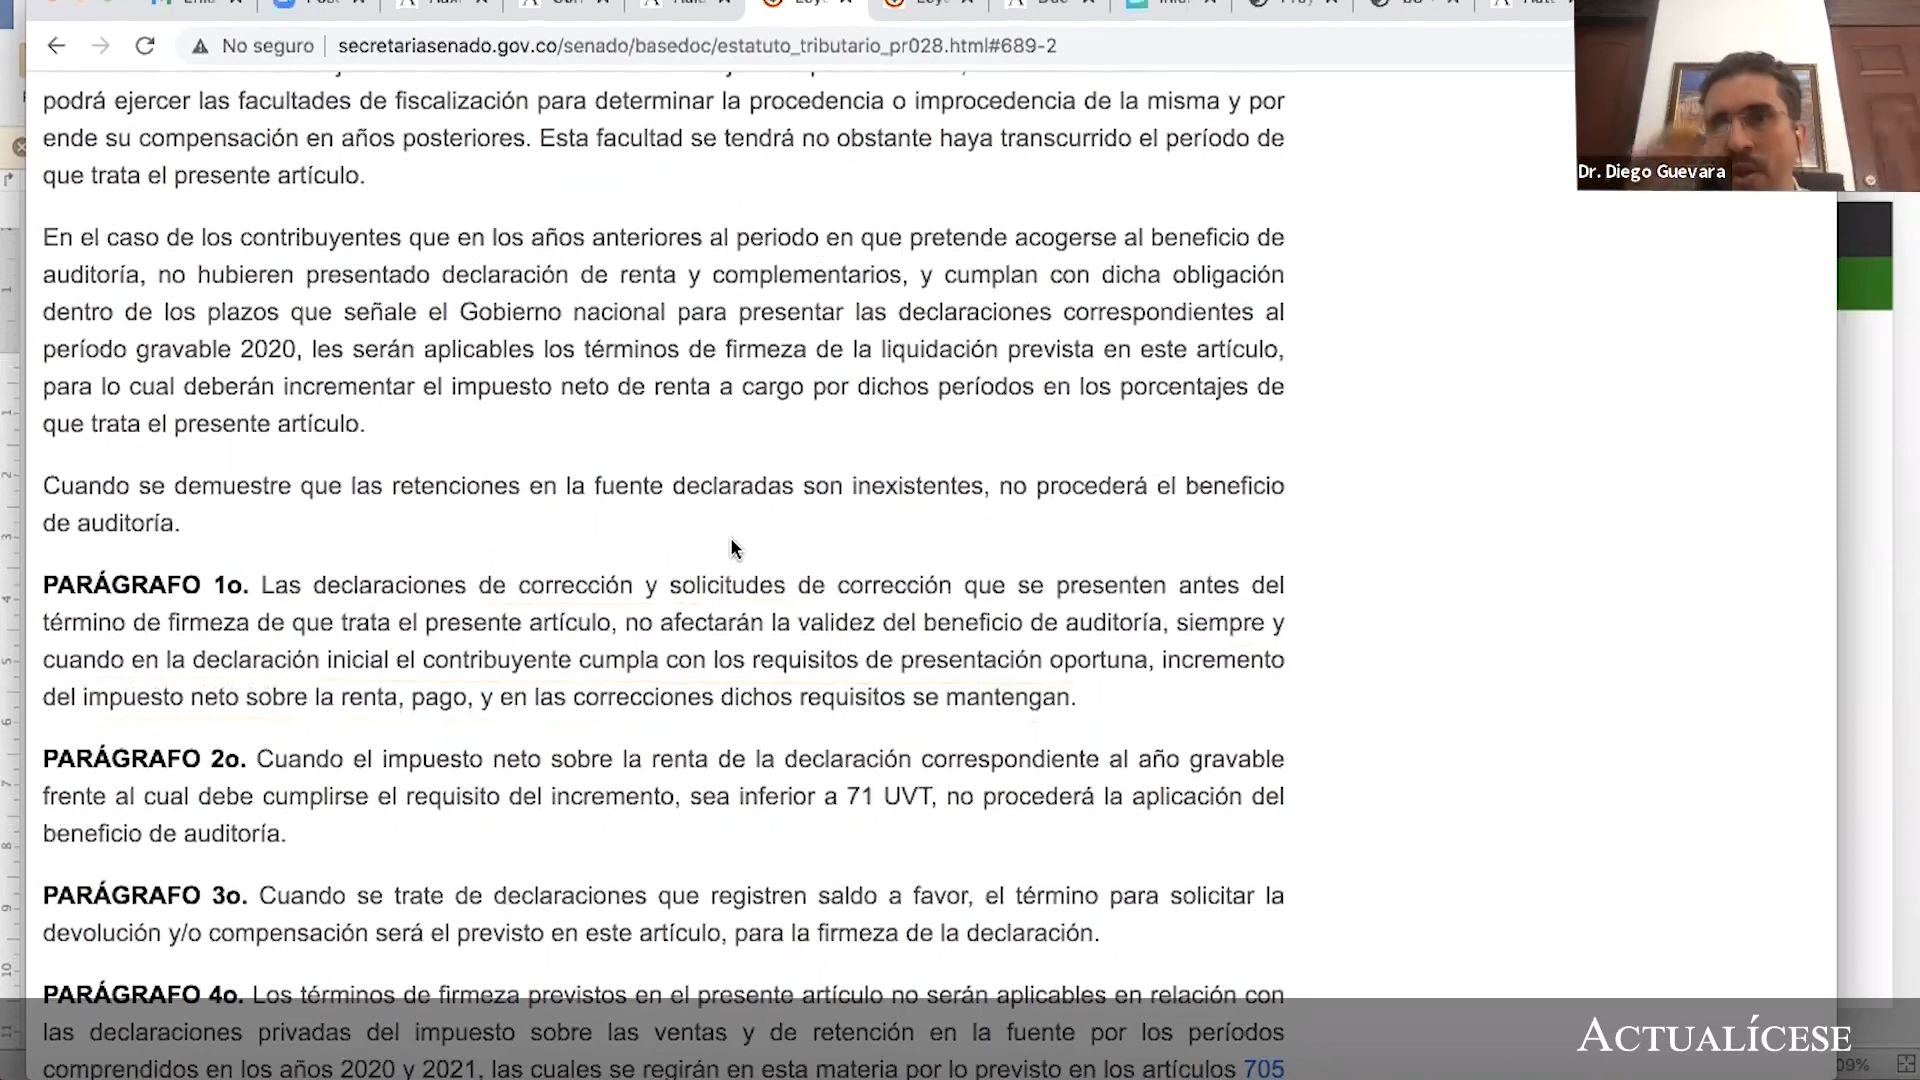 No seguro
secretariasenado.gov.co/senado/basedoc/estatuto_tributario_pr028.html#689-2
podrá ejercer las facultades de fiscalización para determinar la procedencia o improcedencia de la misma y por
ende su compensación en años posteriores. Esta facultad se tendrá no obstante haya transcurrido el período de
que trata el presente artículo.
Dr. Diego Guevara
En el caso de los contribuyentes que en los años anteriores al periodo en que pretende acogerse al beneficio de
auditoría, no hubieren presentado declaración de renta y complementarios, y cumplan con dicha obligación
dentro de los plazos que señale el Gobierno nacional para presentar las declaraciones correspondientes al
período gravable 2020, les serán aplicables los términos de firmeza de la liquidación prevista en este artículo,
para lo cual deberán incrementar el impuesto neto de renta a cargo por dichos períodos en los porcentajes de
que trata el presente artículo.
Cuando se demuestre que las retenciones en la fuente declaradas son inexistentes, no procederá el beneficio
de auditoría.
PARÁGRAFO 1o. Las declaraciones de corrección y solicitudes de corrección que se presenten antes del
término de firmeza de que trata el presente artículo, no afectarán la validez del beneficio de auditoría, siempre y
cuando en la declaración inicial el contribuyente cumpla con los requisitos de presentación oportuna, incremento
del impuesto neto sobre la renta, pago, y en las correcciones dichos requisitos se mantengan.
PARÁGRAFO 2o. Cuando el impuesto neto sobre la renta de la declaración correspondiente al año gravable
frente al cual debe cumplirse el requisito del incremento, sea inferior a 71 UVT, no procederá la aplicación del
beneficio de auditoría.
PARÁGRAFO 3o. Cuando se trate de declaraciones que registren saldo a favor, el término para solicitar la
devolución y/o compensación será el previsto en este artículo, para la firmeza de la declaración.
PARÁGRAFO 4o. Los términos de firmeza previstos en el presente artículo no serán aplicables en relación con
las declaraciones privadas del impuesto sobre las ventas y de retención en la fuente por los períodos
comprendidos en los años 2020 y 2021, las cuales se regirán en esta materia por lo previsto en los artículos 705
ACTUALÍCESE